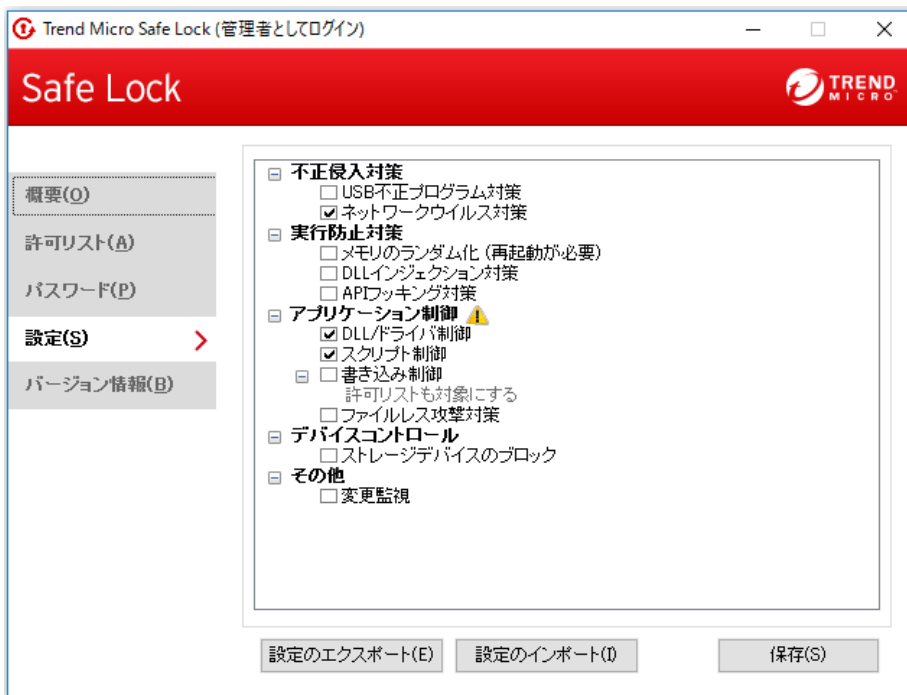 Trend Micro Safe Lock (管理者としてログイン)
Safe Lock
TREND
MICRO
概要(O)
許可リスト(A)
パスワード(P)
設定(S)
バージョン情報(B)
不正侵入対策
USB不正プログラム対策
ネットワークウイルス対策
実行防止対策
メモリのランダム化 (再起動が必要)
DLLインジェクション対策
APIフッキング対策
アプリケーション制御
DLL/ドライバ制御
スクリプト制御
書き込み制御
許可リストも対象にする
ファイルレス攻撃対策
デバイスコントロール
ストレージデバイスのブロック
その他
変更監視
設定のエクスポート(E)
設定のインポート(I)
保存(S)